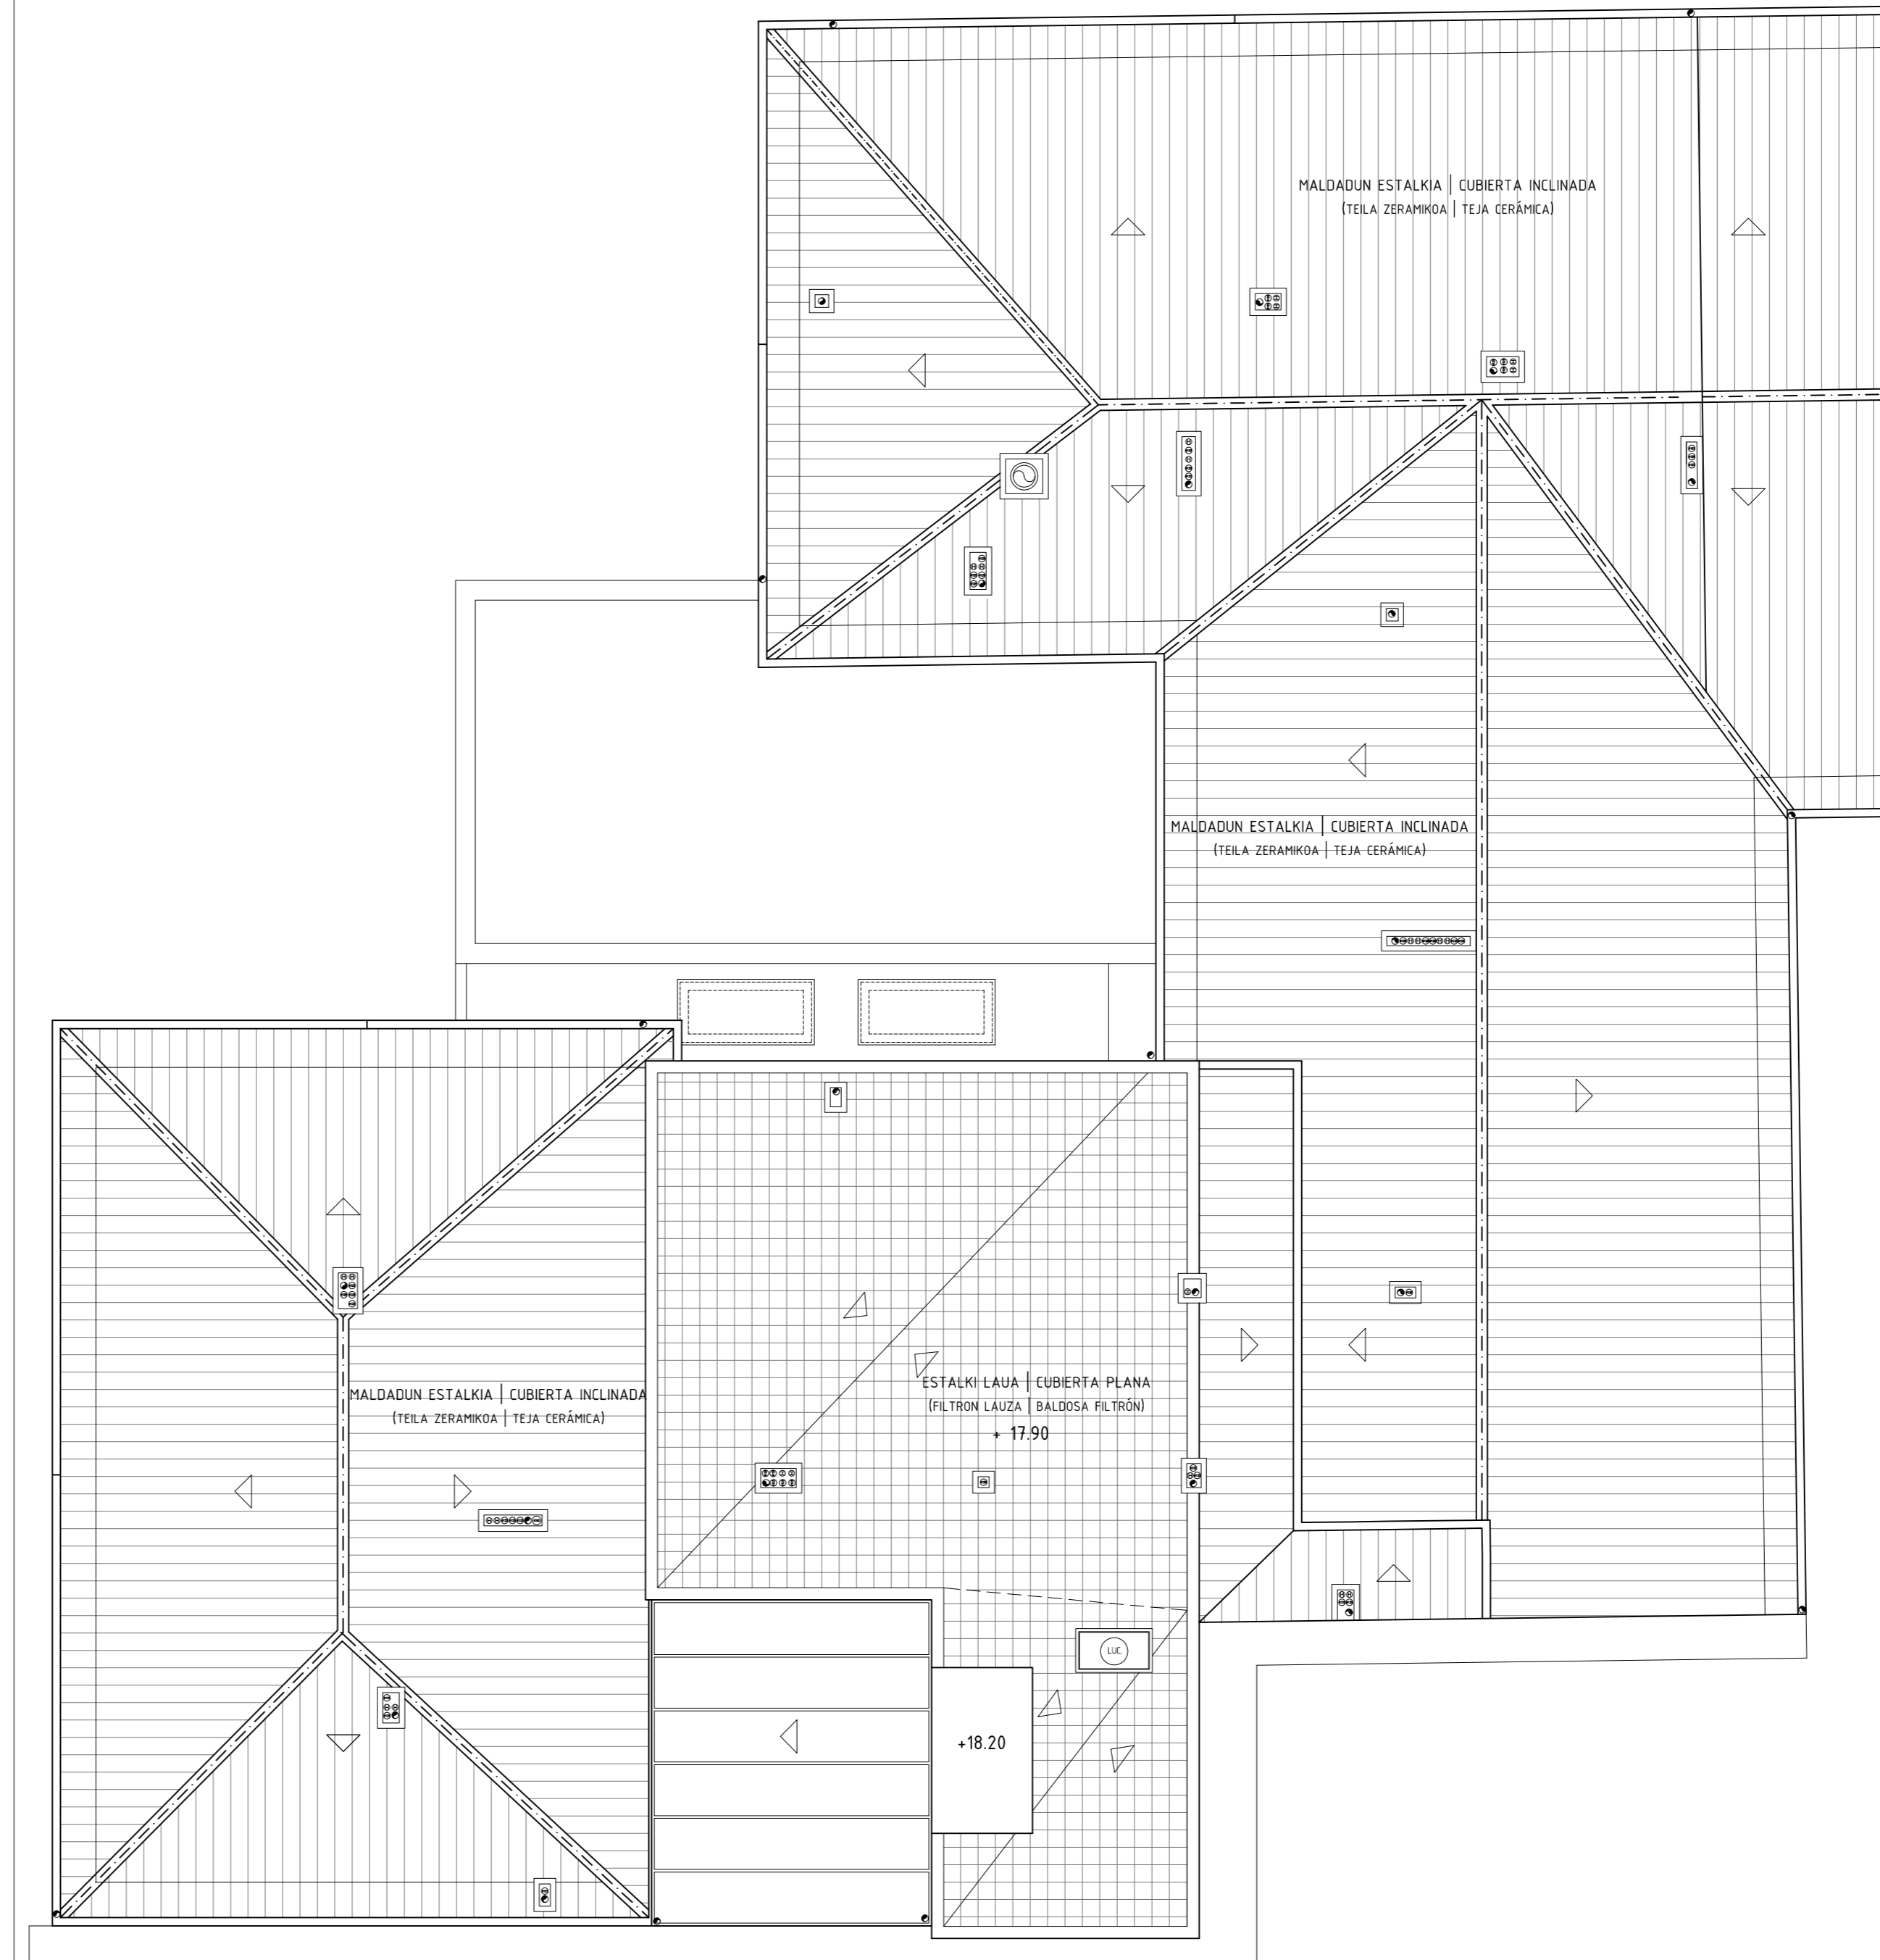 MALDADUN ESTALKIA | CUBIERTA INCLINADA
(TEILA ZERAMIKOA | TEJA CERÁMICA)
MALDADUN ESTALKIA | CUBIERTA INCLINADA
(TEILA ZERAMIKOA | TEJA CERÁMICA)
MALDADUN ESTALKIA | CUBIERTA INCLINADA
(TEILA ZERAMIKOA | TEJA CERÁMICA)
ESTALKI LAUA | CUBIERTA PLANA
(FILTRON LAUZA | BALDOSA FILTRÓN)
+ 17.90
LUC.
+18.20